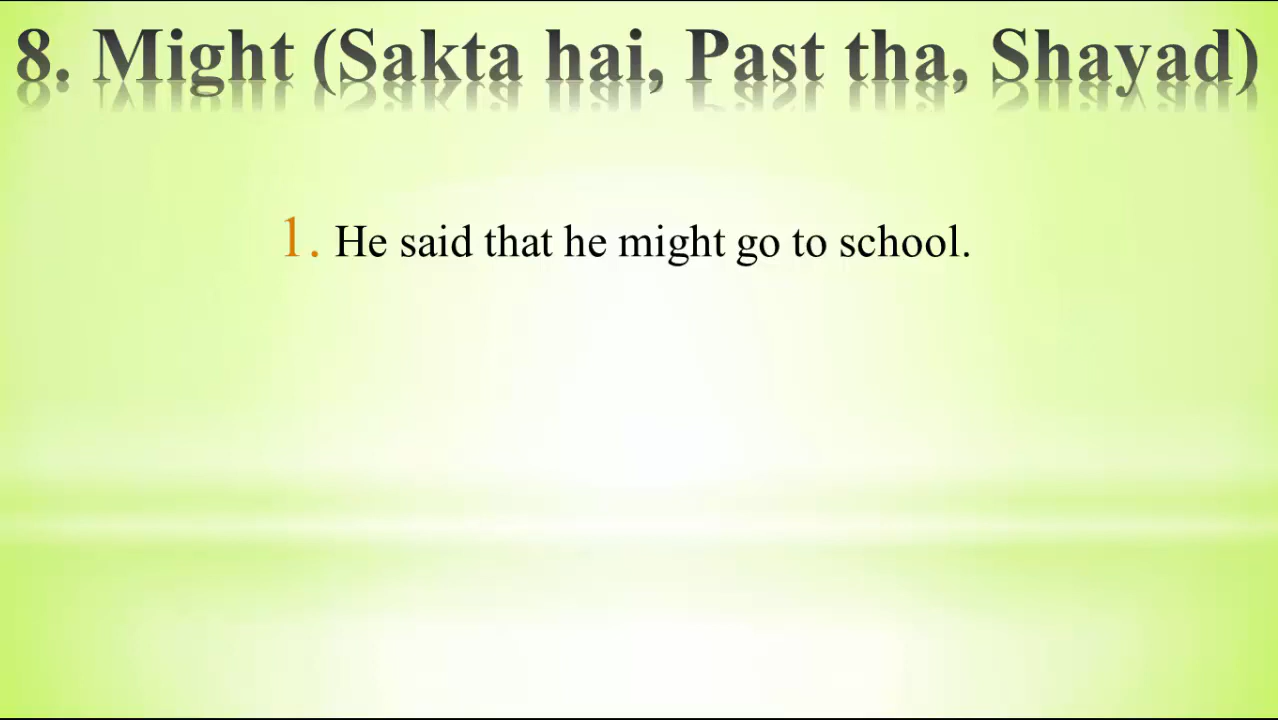 8. Might (Sakta hai, Past tha, Shayad)
1. He said that he might go to school.